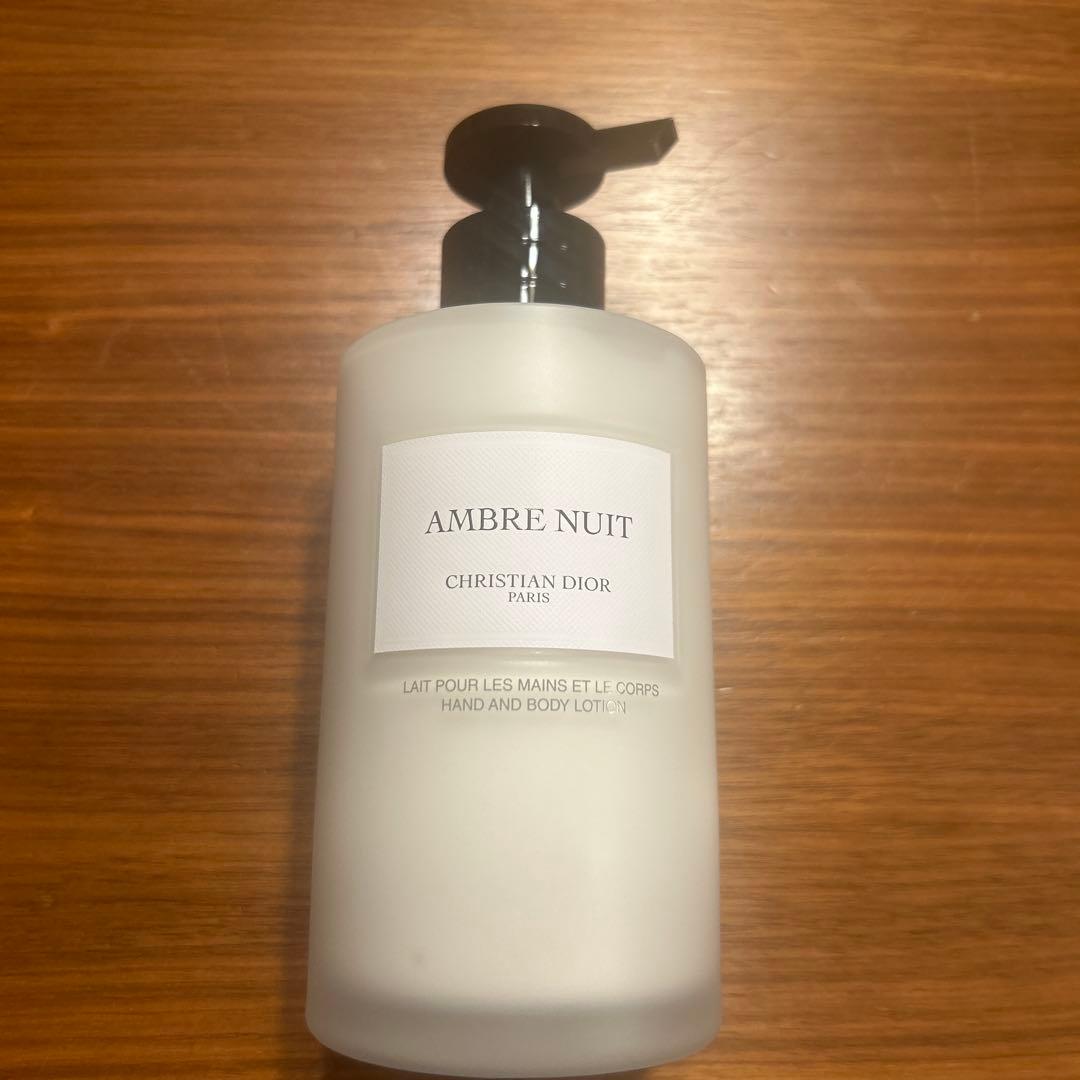 AMBRE NUIT
CHRISTIAN DIOR
PARIS
LAIT POUR LES MAINS ET LE CORPS
HAND AND BODY LOTION